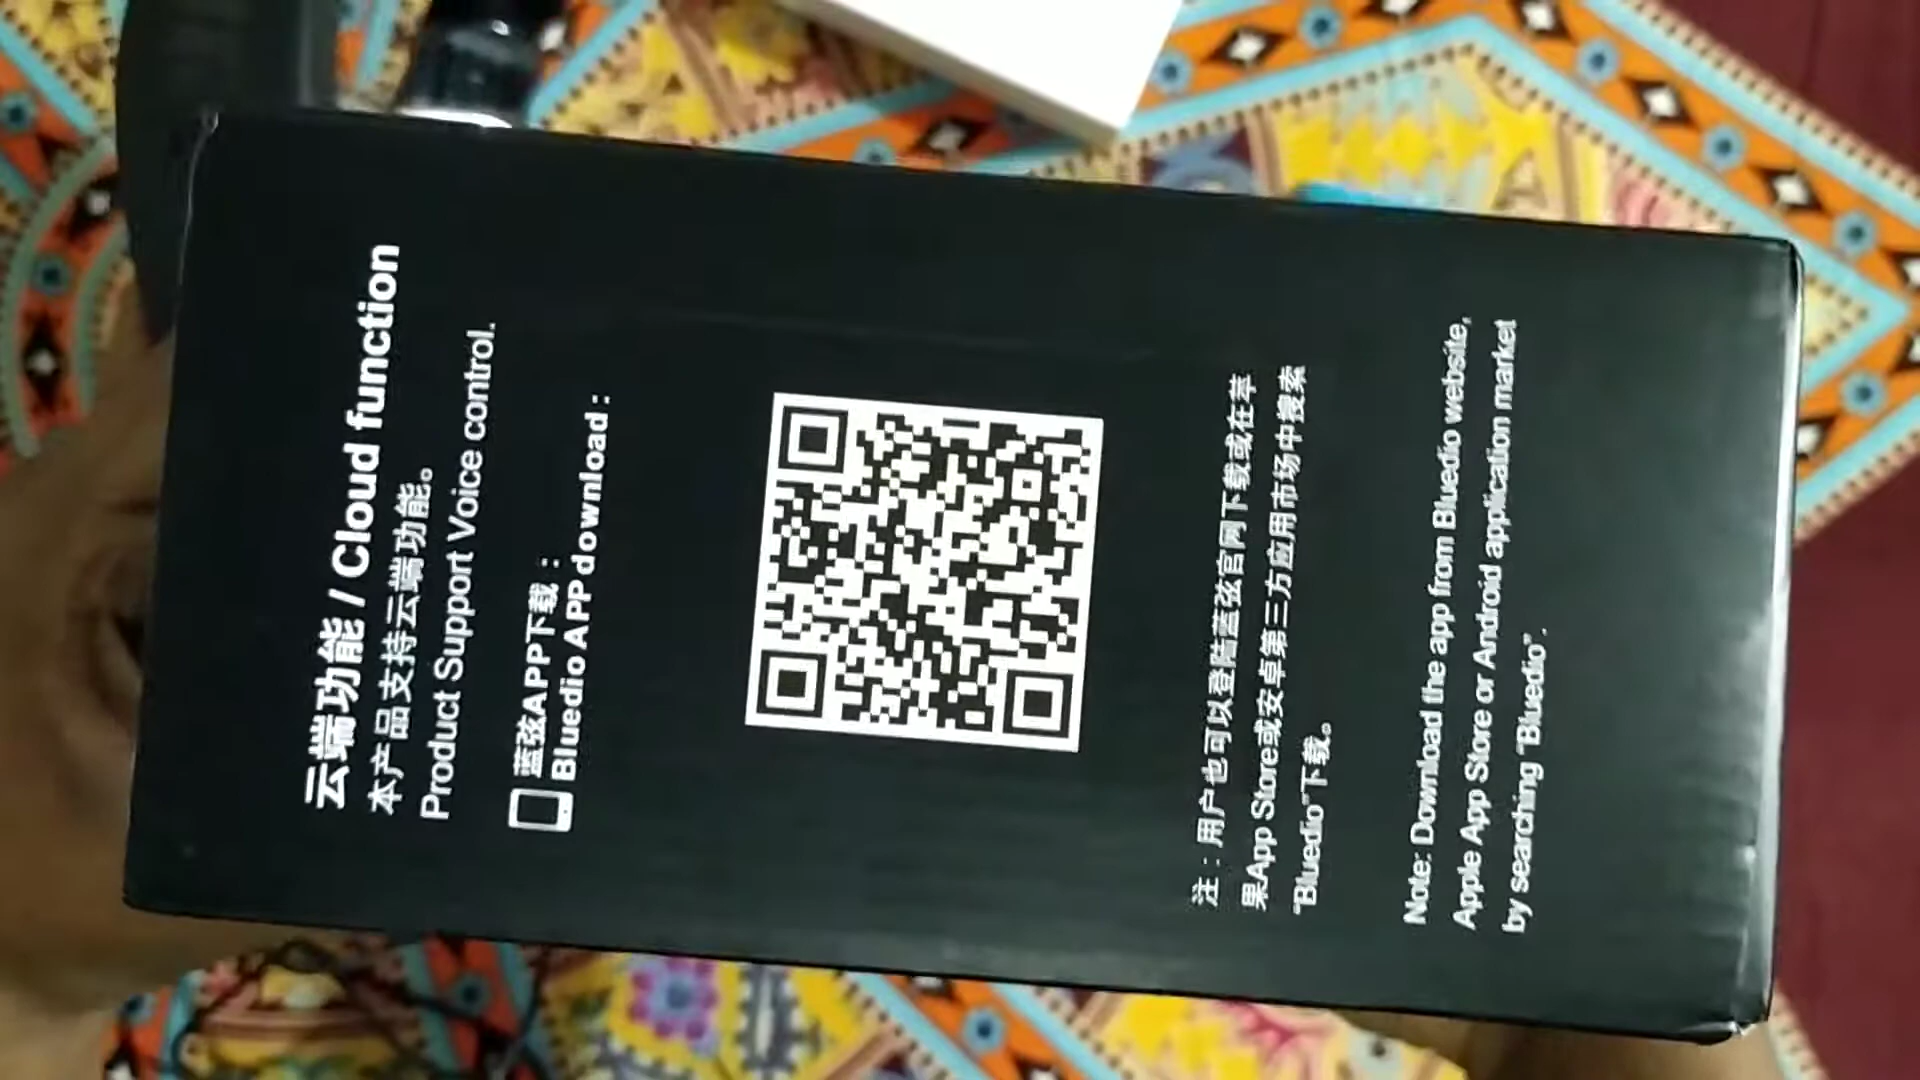 云端功能 / Cloud function
本产品支持云端功能。
Product Support Voice control.
蓝弦APP下载：
Bluedio APP download :
注：用户也可以登陆蓝弦官网下载或在苹
果App Store或安卓第三方应用市场中搜索
“Bluedio”下载。
Note: Download the app from Bluedio website,
Apple App Store or Android application market
by searching “Bluedio”.